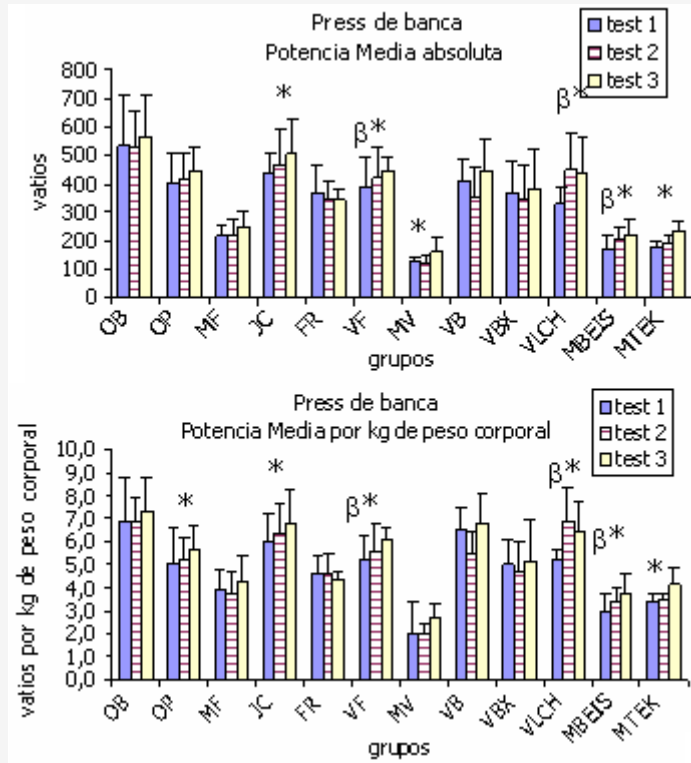 Press de banca
Potencia Media absoluta
test 1
test 2
test 3
vatios
800
700
600
500
400
300
200
100
0
*
β*
*
β*
β*
*
OB OP MF JC FR VF MV VB VBX VLCH MBEIS MTEK
grupos
Press de banca
Potencia Media por kg de peso corporal
test 1
test 2
test 3
vatios por kg de peso corporal
10,0
9,0
8,0
7,0
6,0
5,0
4,0
3,0
2,0
1,0
0,0
*
*
β*
β*
β*
*
OB OP MF JC FR VF MV VB VBX VLCH MBEIS MTEK
grupos